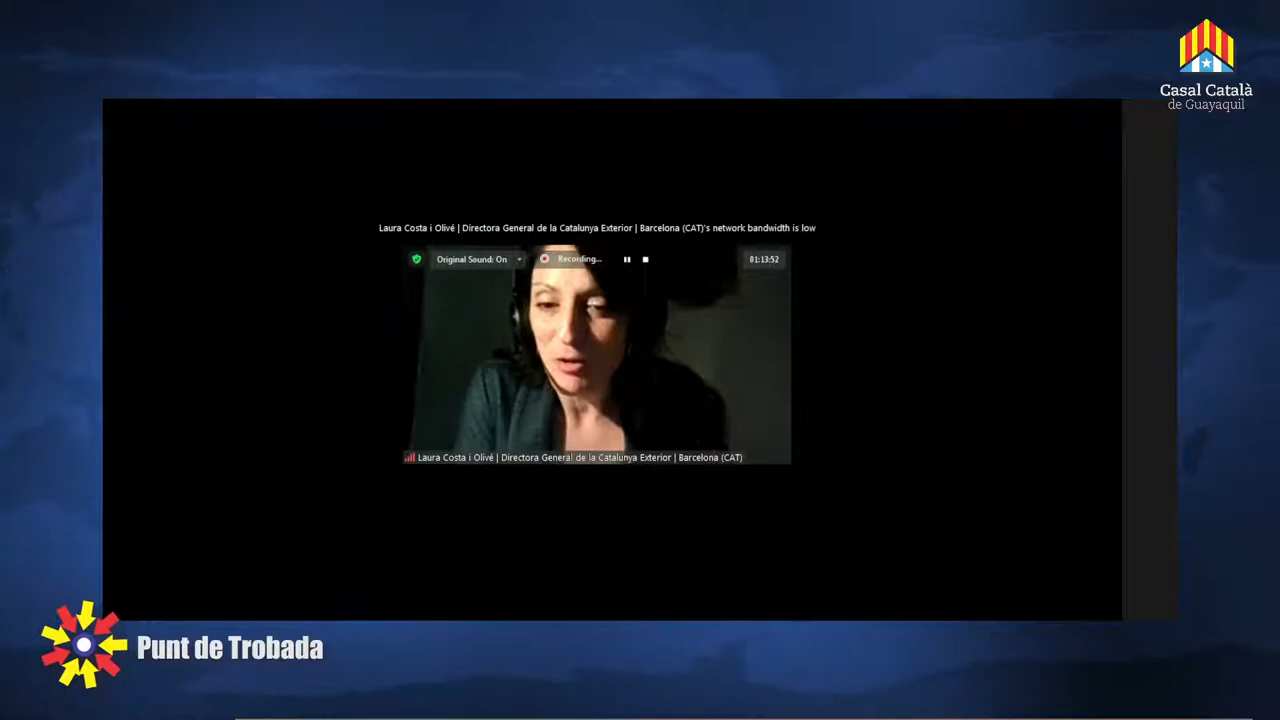 Casal Català
de Guayaquil
Laura Costa i Olivé | Directora General de la Catalunya Exterior | Barcelona (CAT)'s network bandwidth is low
Original Sound: On
Recording...
01:13:52
Laura Costa i Olivé | Directora General de la Catalunya Exterior | Barcelona (CAT)
Punt de Trobada